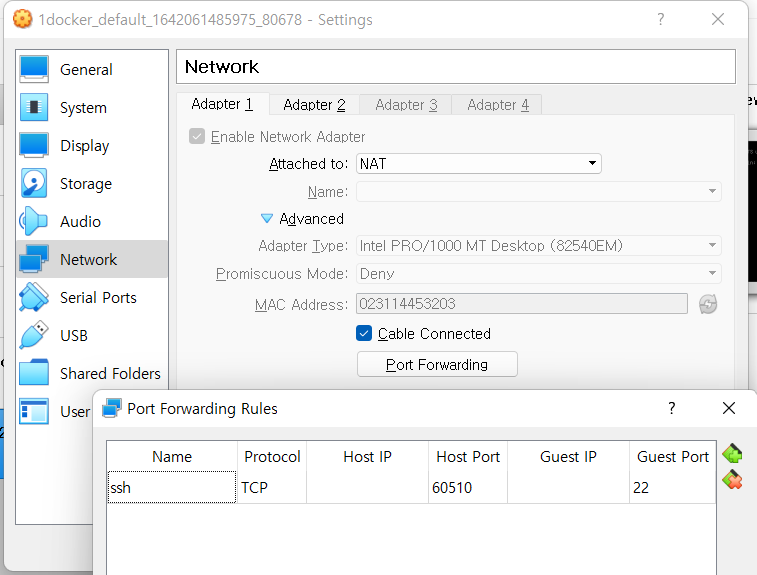 1docker_default_1642061485975_80678 - Settings ?
General
System
Display
Storage
Audio
Network
Serial Ports
USB
Shared Folders
User
Network
Adapter 1 Adapter 2 Adapter 3 Adapter 4
Enable Network Adapter
Attached to: NAT
Name:
Advanced
Adapter Type: Intel PRO/1000 MT Desktop (82540EM)
Promiscuous Mode: Deny
MAC Address: 023114453203
Cable Connected
Port Forwarding
Port Forwarding Rules ?
Name Protocol Host IP Host Port Guest IP Guest Port
ssh TCP 60510 22